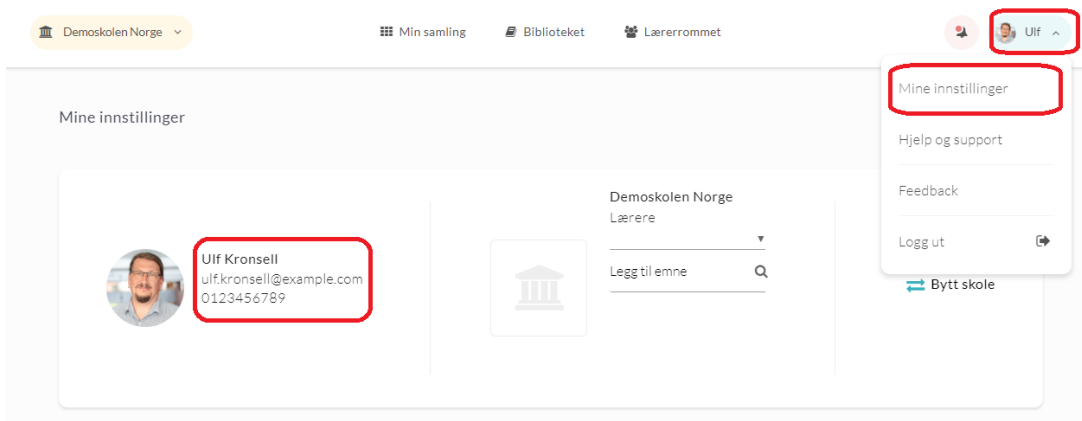 Demoskolen Norge
Min samling
Biblioteket
Lærerrommet
Ulf
Mine innstillinger
Hjelp og support
Feedback
Logg ut
Mine innstillinger
Ulf Kronsell
ulf.kronsell@example.com
0123456789
Demoskolen Norge
Lærere
Legg til emne
Bytt skole